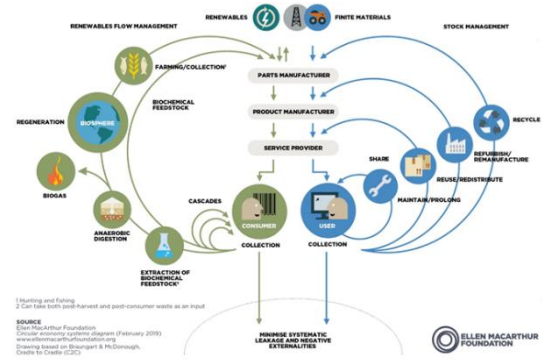 RENEWABLES FLOW MANAGEMENT
RENEWABLES
FINITE MATERIALS
STOCK MANAGEMENT
FARMING/COLLECTION¹
PARTS MANUFACTURER
BIOCHEMICAL
FEEDSTOCK
REGENERATION
BIOSPHERE
PRODUCT MANUFACTURER
RECYCLE
SERVICE PROVIDER
REFURBISH/
REMANUFACTURE
SHARE
REUSE/REDISTRIBUTE
BIOGAS
MAINTAIN/PROLONG
CASCADES
CONSUMER
USER
ANAEROBIC
DIGESTION
COLLECTION
COLLECTION
EXTRACTION OF
BIOCHEMICAL
FEEDSTOCK²
1 Hunting and fishing
2 Can take both post-harvest and post-consumer waste as an input
SOURCE
Ellen MacArthur Foundation
Circular economy systems diagram (February 2019)
www.ellenmacarthurfoundation.org
Drawing based on Braungart & McDonough,
Cradle to Cradle (C2C)
MINIMISE SYSTEMATIC
LEAKAGE AND NEGATIVE
EXTERNALITIES
ELLEN MACARTHUR
FOUNDATION